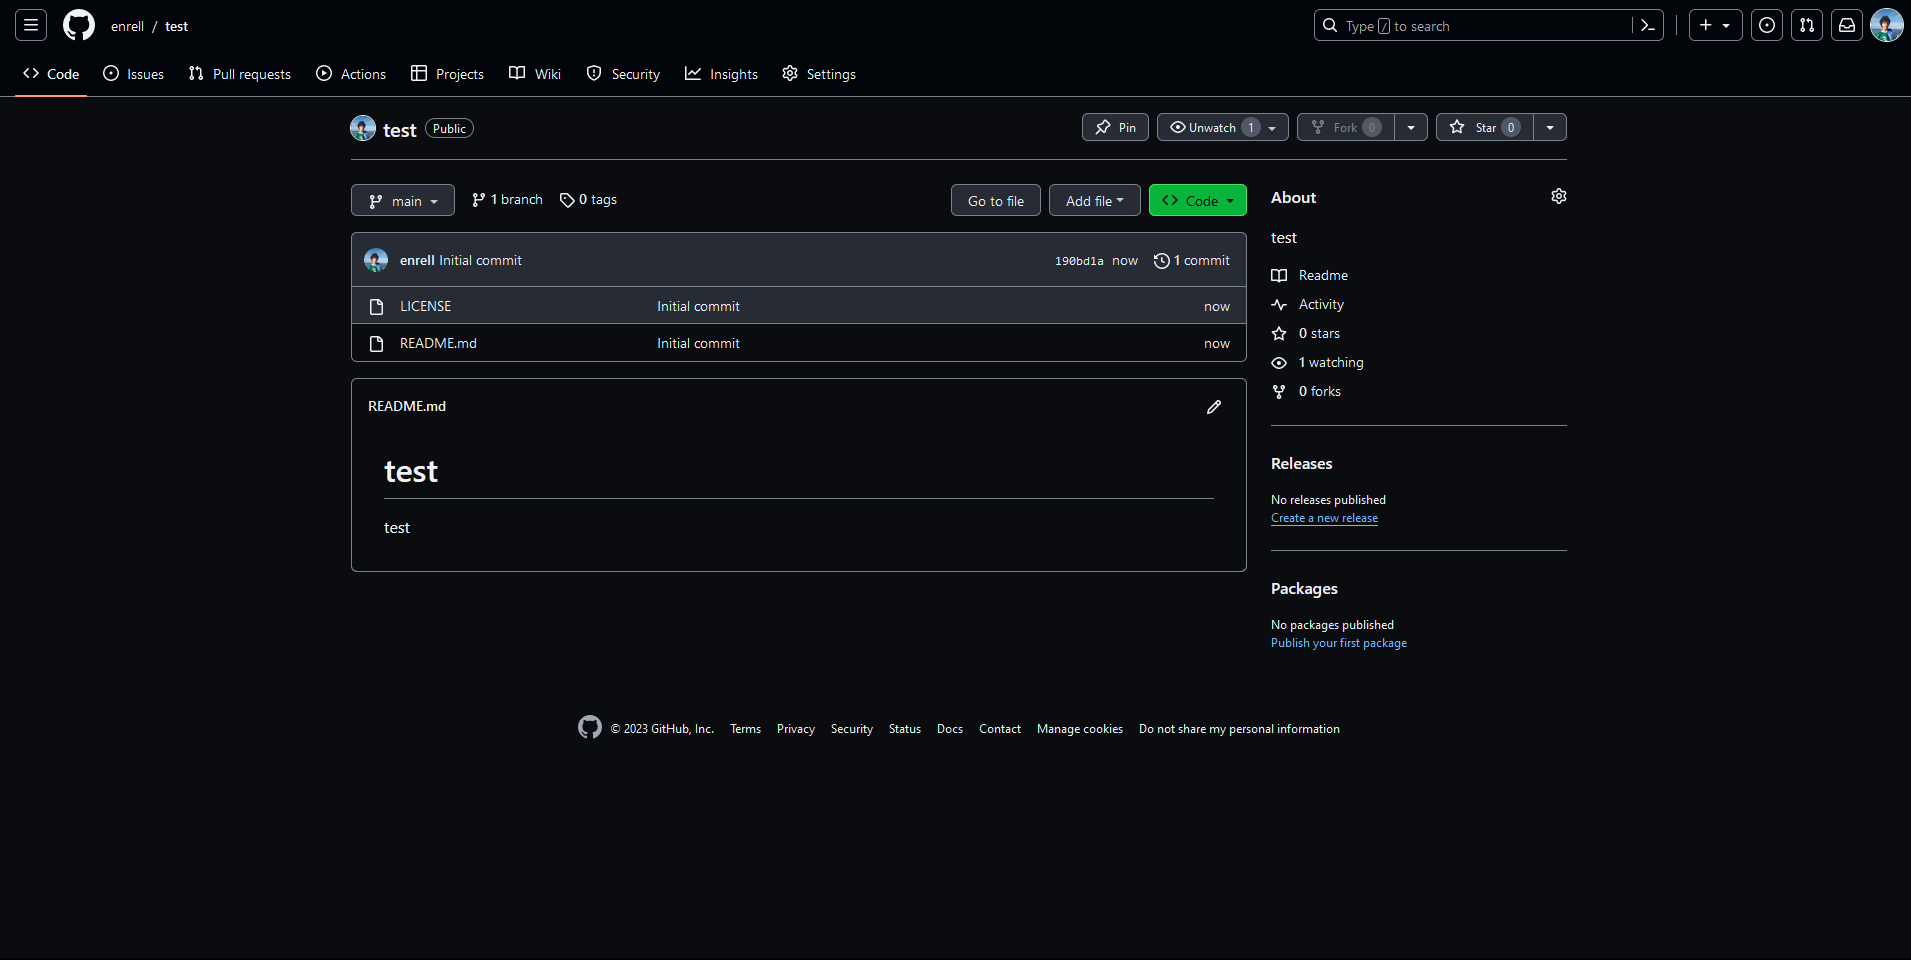 enrell / test
Type / to search
Code Issues Pull requests Actions Projects Wiki Security Insights Settings
test Public
Pin Unwatch 1 Fork 0 Star 0
main 1 branch 0 tags Go to file Add file Code
enrell Initial commit 190bd1a now 1 commit
LICENSE Initial commit now
README.md Initial commit now
README.md
test
test
About
test
Readme
Activity
0 stars
1 watching
0 forks
Releases
No releases published
Create a new release
Packages
No packages published
Publish your first package
© 2023 GitHub, Inc. Terms Privacy Security Status Docs Contact Manage cookies Do not share my personal information